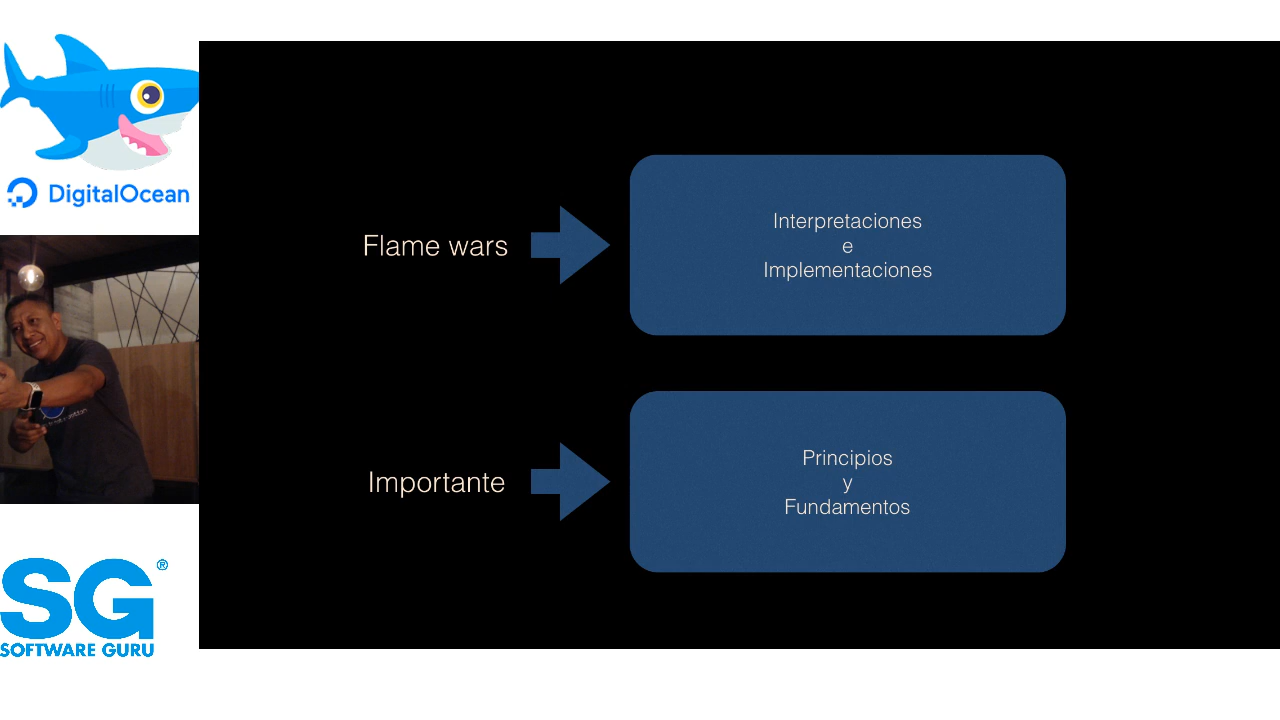 DigitalOcean
Flame wars
Interpretaciones
e
Implementaciones
Importante
Principios
y
Fundamentos
SG®
SOFTWARE GURU